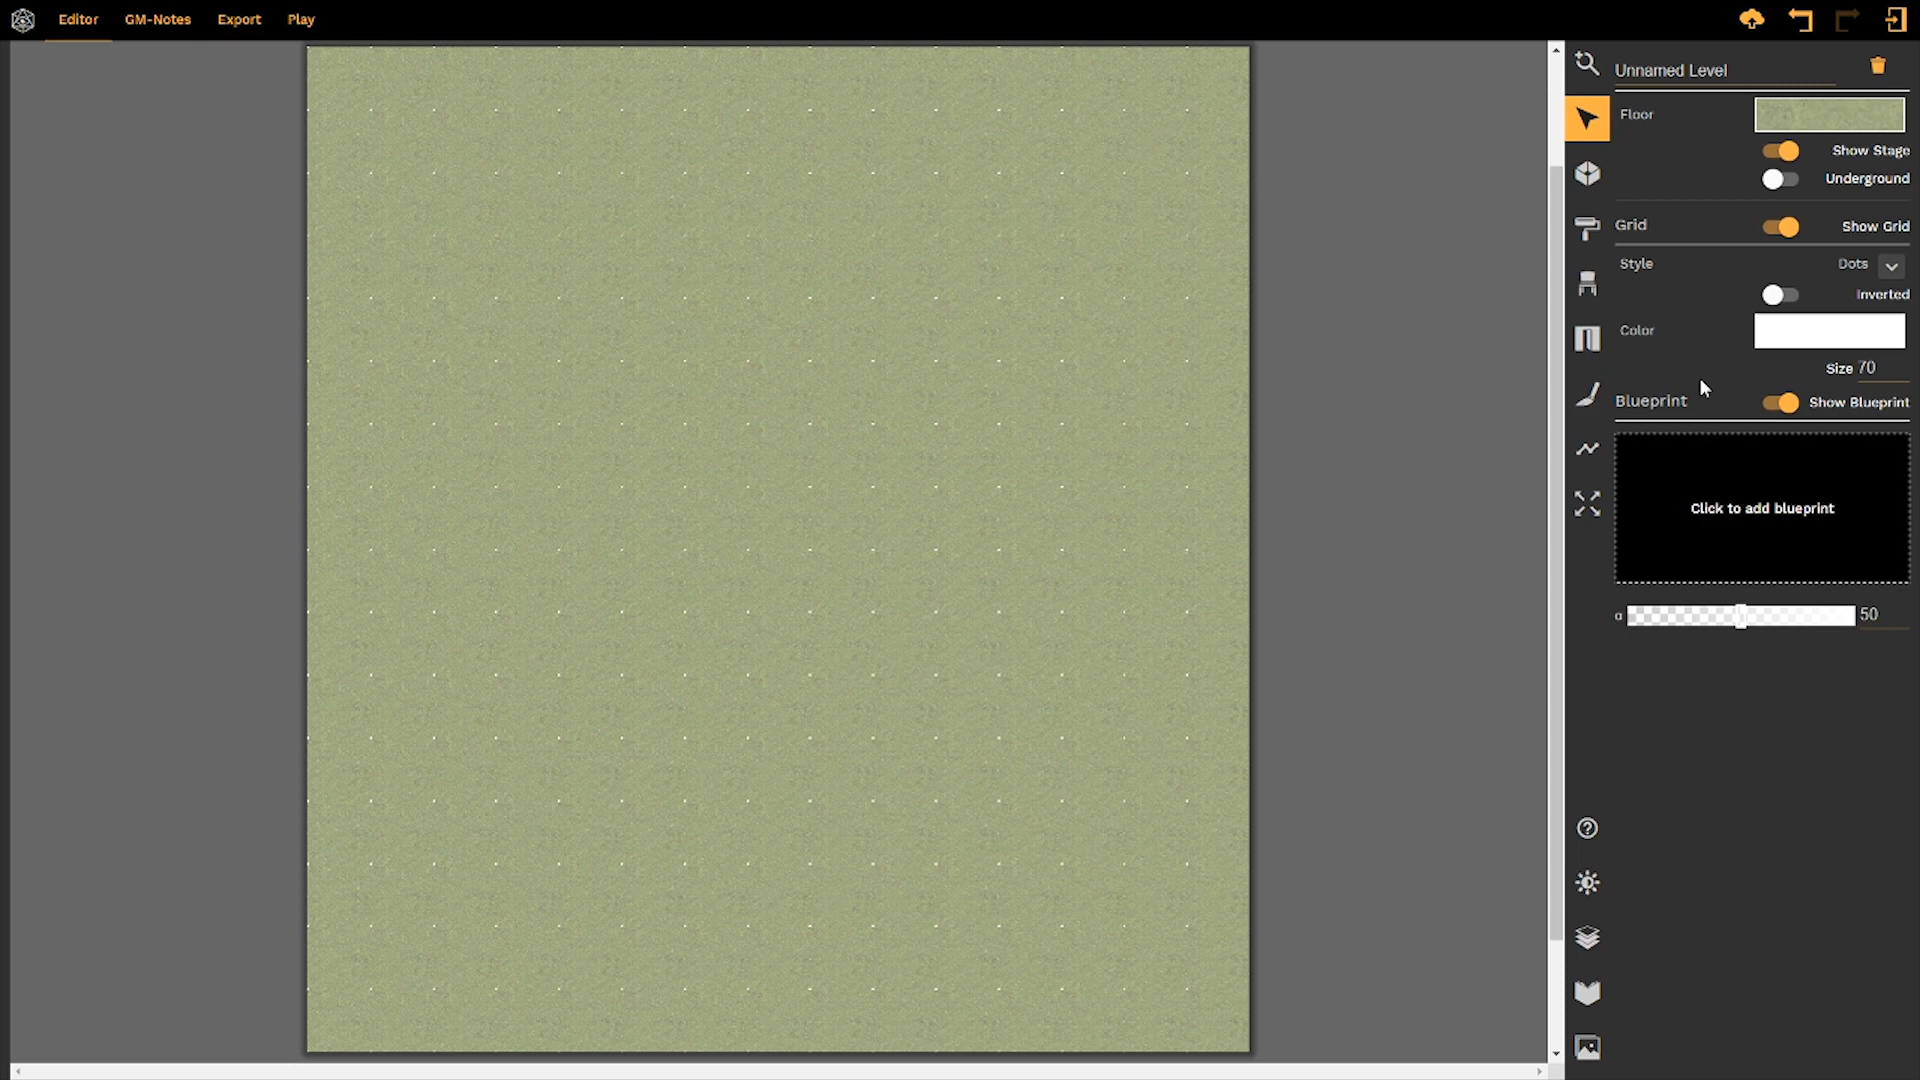 Editor GM-Notes Export Play
Unnamed Level
Floor
Show Stage
Underground
Grid Show Grid
Style Dots
Inverted
Color
Size 70
Blueprint Show Blueprint
Click to add blueprint
α 50